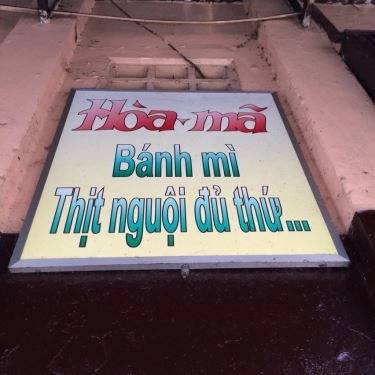 Hòa-mã
Bánh mì
Thịt nguội đủ thứ...